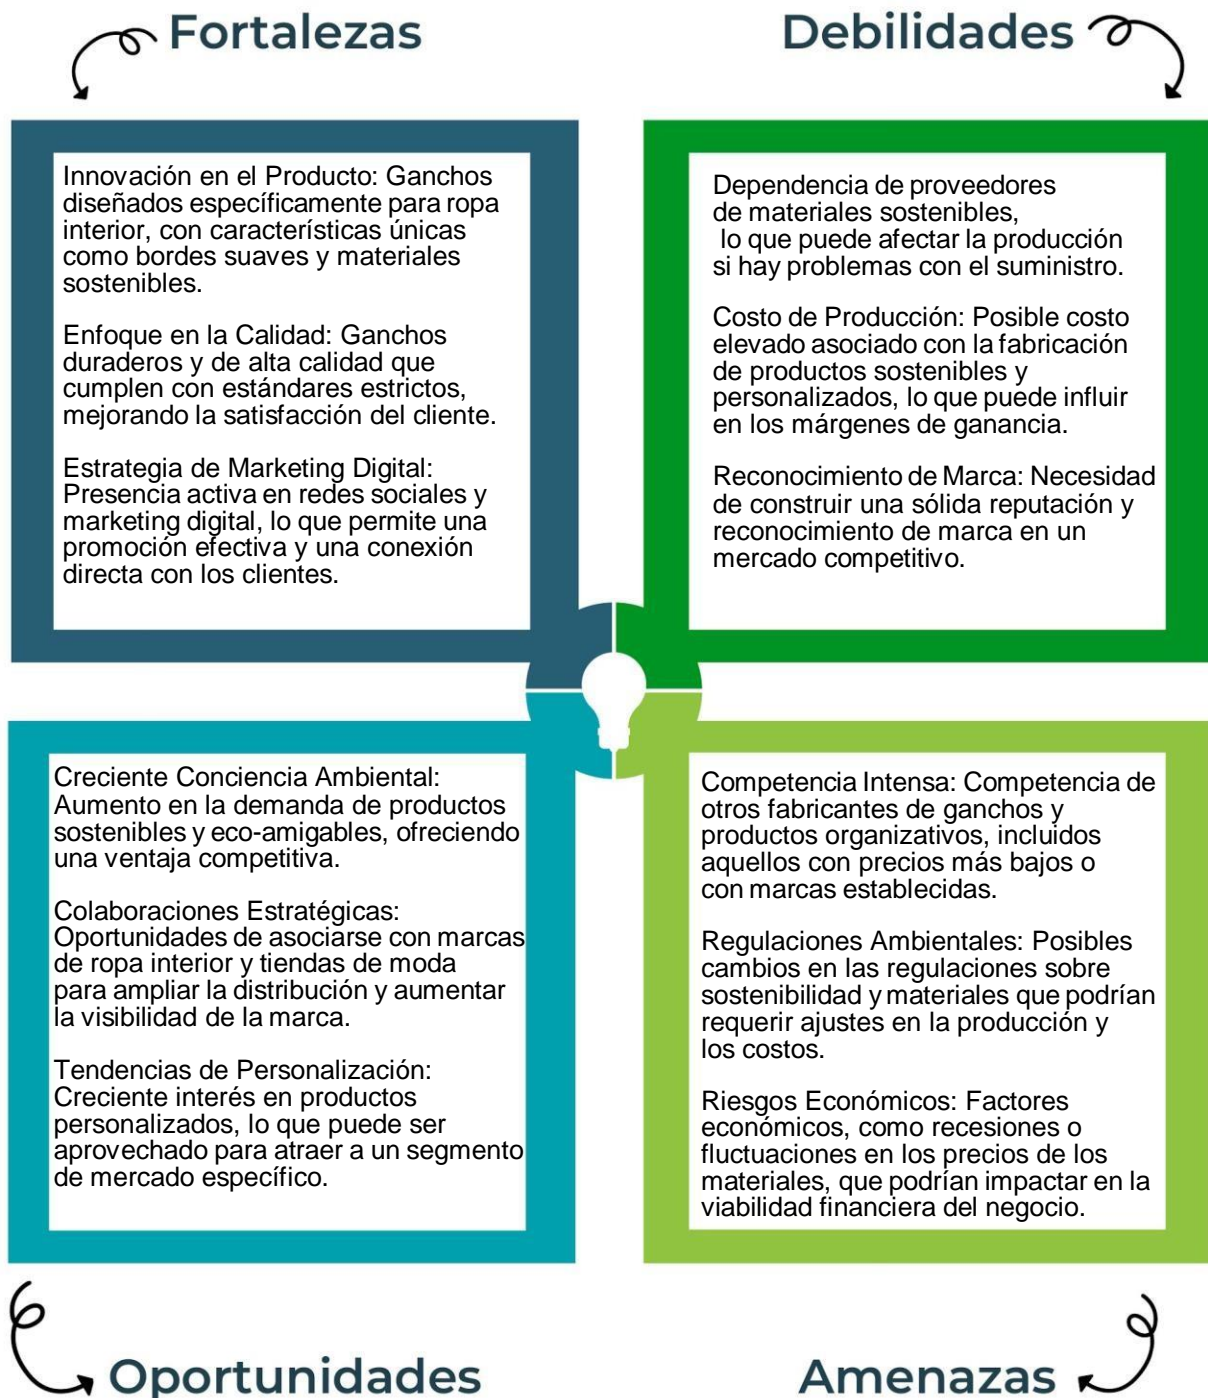 Fortalezas
Innovación en el Producto: Ganchos
diseñados específicamente para ropa
interior, con características únicas
como bordes suaves y materiales
sostenibles.
Enfoque en la Calidad: Ganchos
duraderos y de alta calidad que
cumplen con estándares estrictos,
mejorando la satisfacción del cliente.
Estrategia de Marketing Digital:
Presencia activa en redes sociales y
marketing digital, lo que permite una
promoción efectiva y una conexión
directa con los clientes.
Debilidades
Dependencia de proveedores
de materiales sostenibles,
lo que puede afectar la producción
si hay problemas con el suministro.
Costo de Producción: Posible costo
elevado asociado con la fabricación
de productos sostenibles y
personalizados, lo que puede influir
en los márgenes de ganancia.
Reconocimiento de Marca: Necesidad
de construir una sólida reputación y
reconocimiento de marca en un
mercado competitivo.
Creciente Conciencia Ambiental:
Aumento en la demanda de productos
sostenibles y eco-amigables, ofreciendo
una ventaja competitiva.
Colaboraciones Estratégicas:
Oportunidades de asociarse con marcas
de ropa interior y tiendas de moda
para ampliar la distribución y aumentar
la visibilidad de la marca.
Tendencias de Personalización:
Creciente interés en productos
personalizados, lo que puede ser
aprovechado para atraer a un segmento
de mercado específico.
Oportunidades
Competencia Intensa: Competencia de
otros fabricantes de ganchos y
productos organizativos, incluidos
aquellos con precios más bajos o
con marcas establecidas.
Regulaciones Ambientales: Posibles
cambios en las regulaciones sobre
sostenibilidad y materiales que podrían
requerir ajustes en la producción y
los costos.
Riesgos Económicos: Factores
económicos, como recesiones o
fluctuaciones en los precios de los
materiales, que podrían impactar en la
viabilidad financiera del negocio.
Amenazas